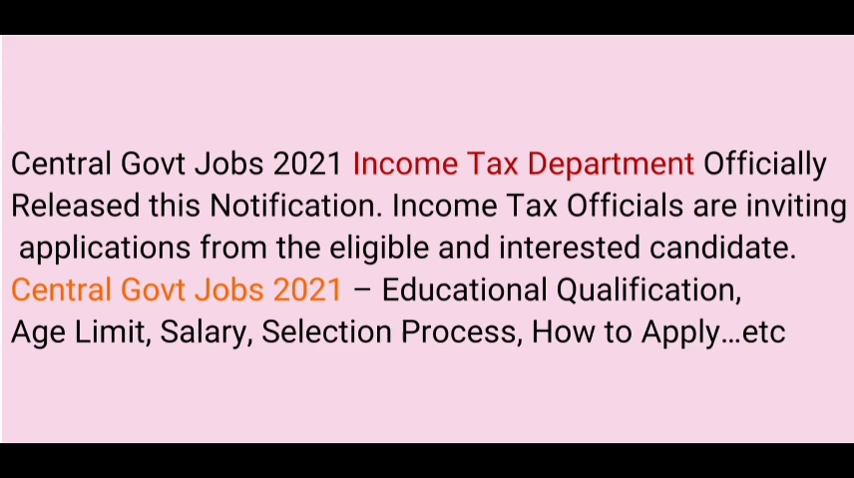 Central Govt Jobs 2021 Income Tax Department Officially
Released this Notification. Income Tax Officials are inviting
applications from the eligible and interested candidate.
Central Govt Jobs 2021 – Educational Qualification,
Age Limit, Salary, Selection Process, How to Apply…etc